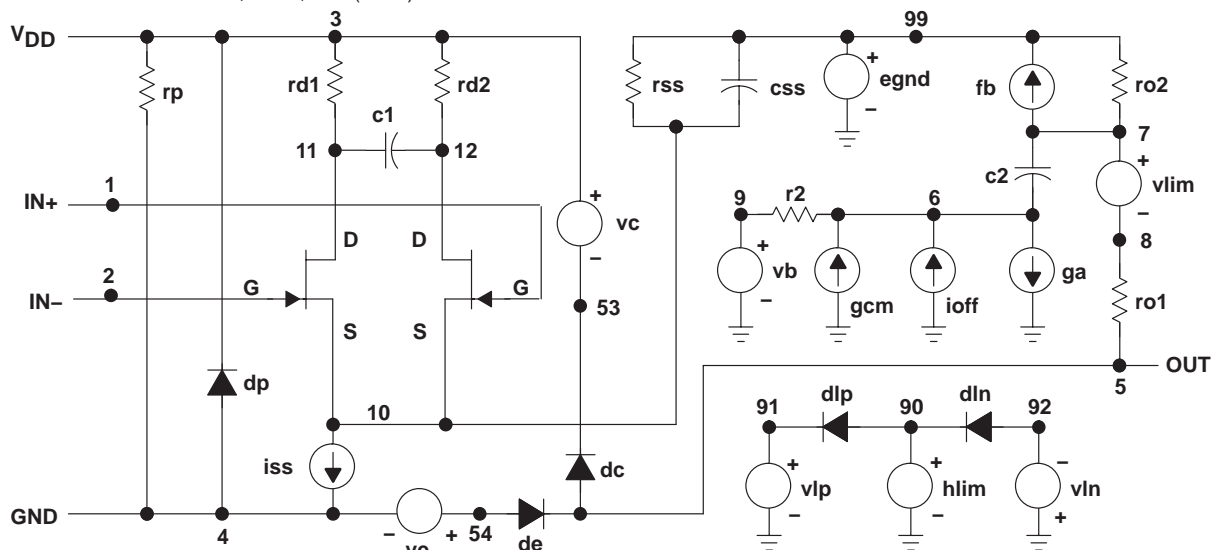 3
99
VDD
rp
rd1
rd2
c1
11
12
rss
css
egnd
fb
ro2
7
c2
vlim
1
IN+
9
r2
6
8
D
D
vc
vb
gcm
ioff
ga
2
IN–
G
G
53
ro1
S
S
OUT
5
dp
10
91
dlp
90
dln
92
iss
dc
vlp
hlim
vln
GND
4
54
de